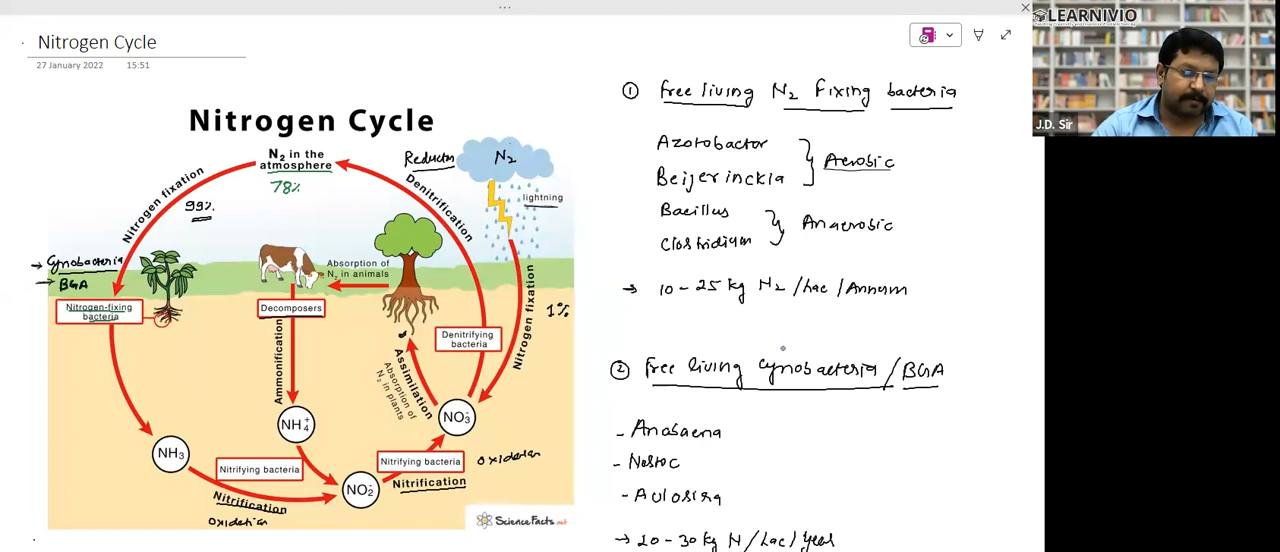 LEARNIVIO
J.D. Sir
Nitrogen Cycle
27 January 2022 15:51
Nitrogen Cycle
N2 in the
atmosphere
78%
Reduction
N2
lightning
Nitrogen fixation
99%
Denitrification
→ Cynobacteria
→ BGA
Nitrogen-fixing
bacteria
Absorption of
N2 in animals
Decomposers
Denitrifying
bacteria
Nitrogen fixation
1%
Ammonification
Assimilation
Absorption of
N2 in plants
NH3
NH4+
NO2-
NO3-
Nitrifying bacteria
Nitrification
oxidation
Nitrifying bacteria
Nitrification
oxidation
ScienceFacts.net
① Free living N2 Fixing bacteria
Azotobactor
Beijerinckia
Aerobic
Bacillus
Clostridium
Anaerobic
→ 10-25 kg N2/hac/Annum
② Free living Cynobacteria/BGA
- Anabaena
- Nostoc
- Aulosira
→ 20-30 kg N/hac/year